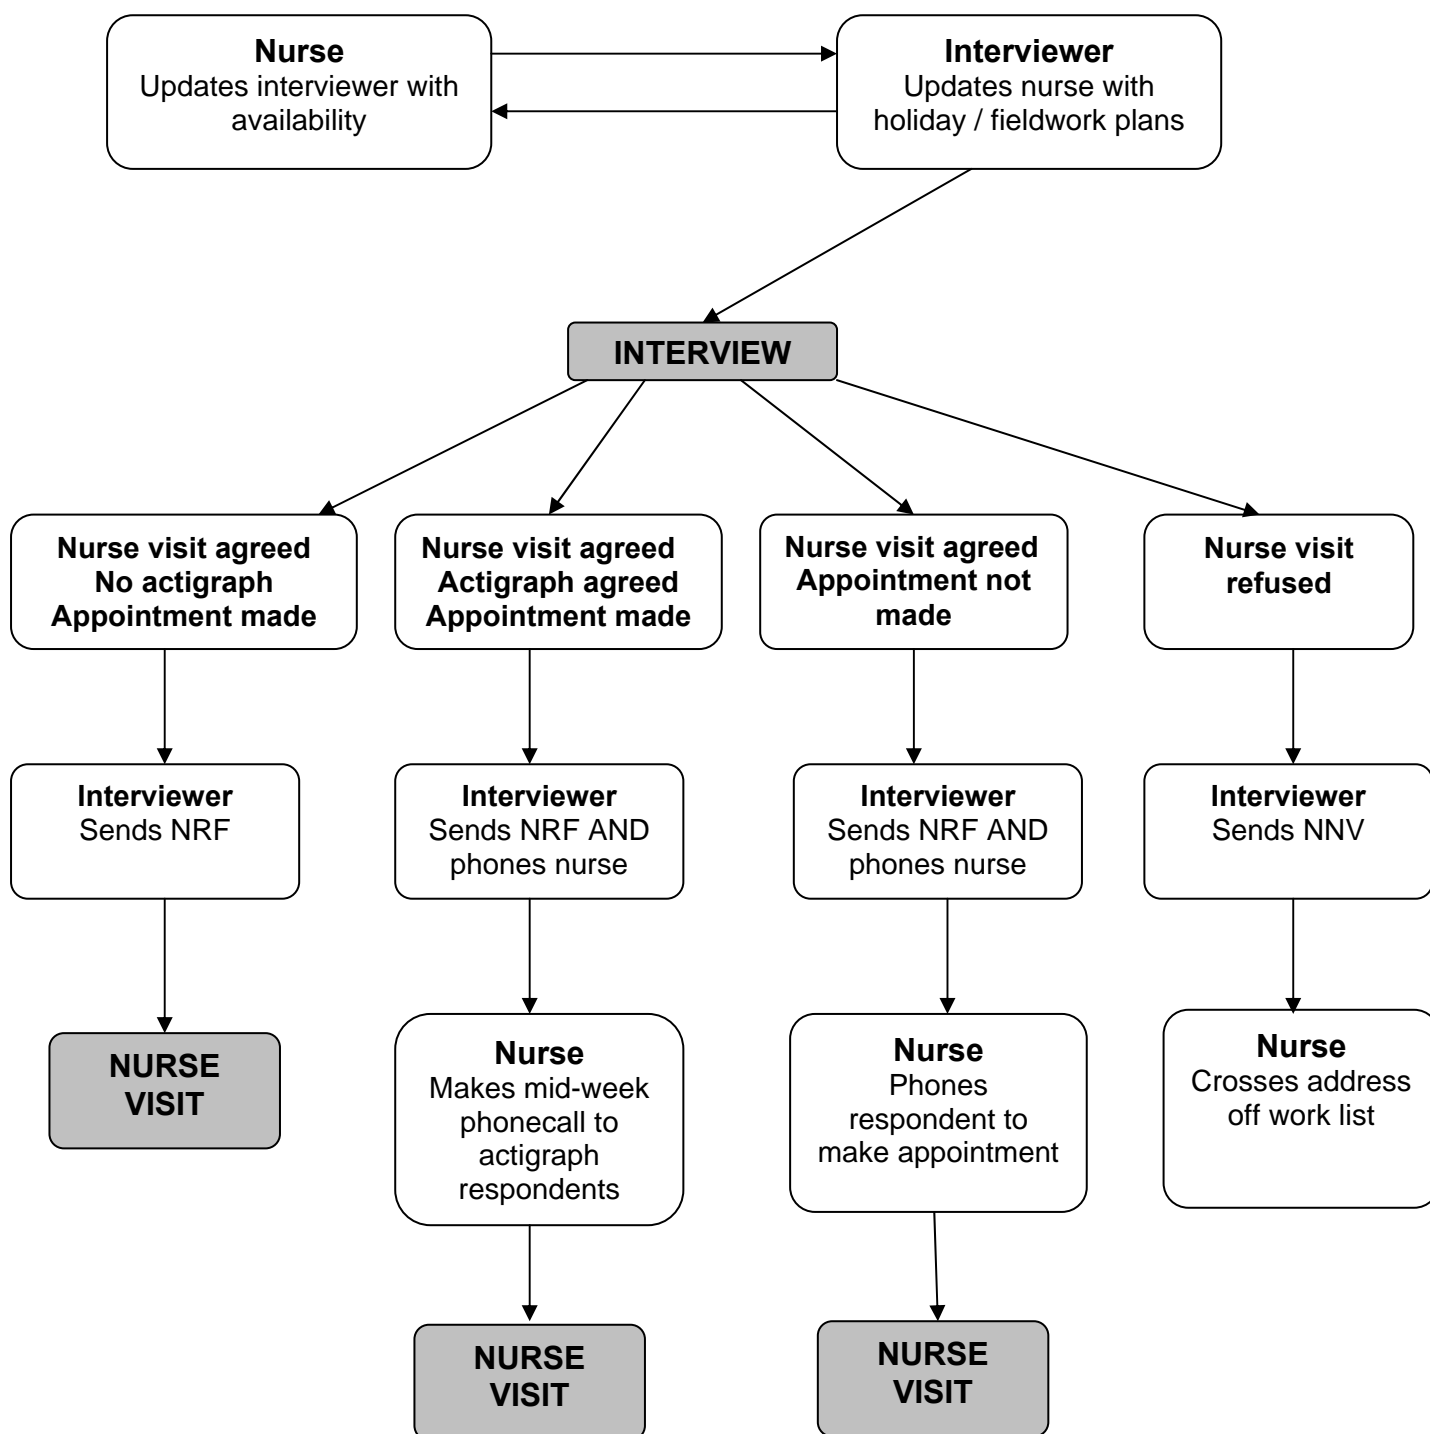 Nurse
Updates interviewer with
availability
Interviewer
Updates nurse with
holiday / fieldwork plans
INTERVIEW
Nurse visit agreed
No actigraph
Appointment made
Nurse visit agreed
Actigraph agreed
Appointment made
Nurse visit agreed
Appointment not
made
Nurse visit
refused
Interviewer
Sends NRF
Interviewer
Sends NRF AND
phones nurse
Interviewer
Sends NRF AND
phones nurse
Interviewer
Sends NNV
NURSE
VISIT
Nurse
Makes mid-week
phonecall to
actigraph
respondents
Nurse
Phones
respondent to
make appointment
Nurse
Crosses address
off work list
NURSE
VISIT
NURSE
VISIT